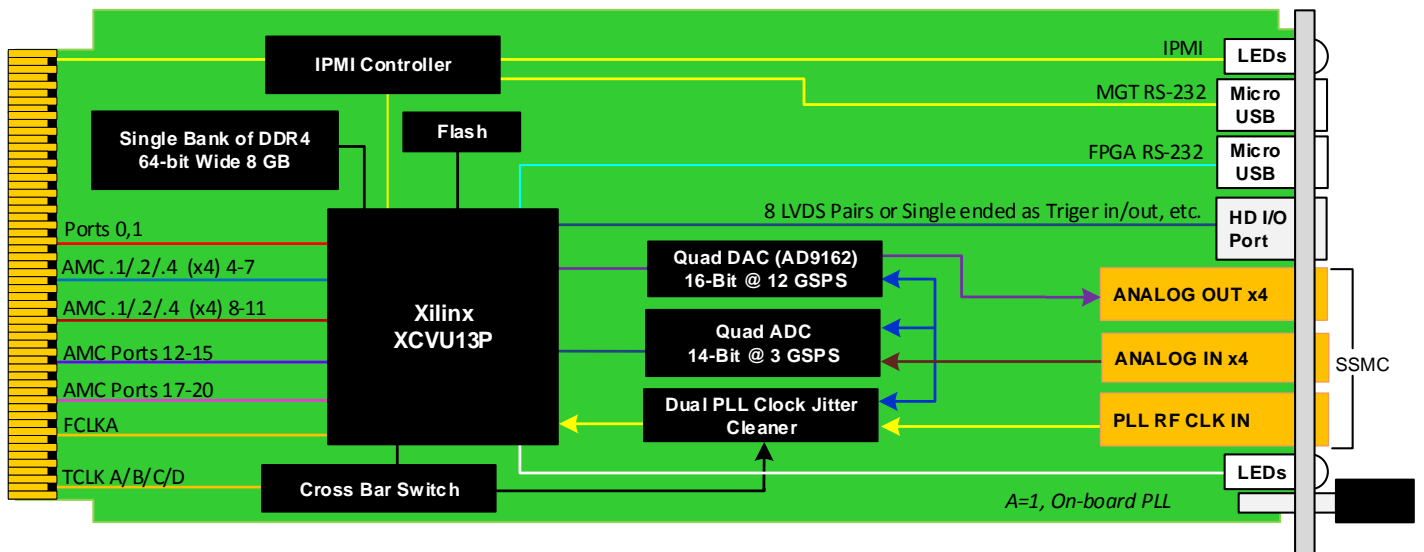 IPMI
LEDs
IPMI Controller
MGT RS-232
Micro
USB
Single Bank of DDR4
64-bit Wide 8 GB
Flash
FPGA RS-232
Micro
USB
8 LVDS Pairs or Single ended as Triger in/out, etc.
HD I/O
Port
Ports 0,1
AMC .1/.2/.4 (x4) 4-7
AMC .1/.2/.4 (x4) 8-11
AMC Ports 12-15
AMC Ports 17-20
FCLKA
TCLK A/B/C/D
Xilinx
XCVU13P
Quad DAC (AD9162)
16-Bit @ 12 GSPS
Quad ADC
14-Bit @ 3 GSPS
Dual PLL Clock Jitter
Cleaner
Cross Bar Switch
ANALOG OUT x4
ANALOG IN x4
PLL RF CLK IN
SSMC
LEDs
A=1, On-board PLL